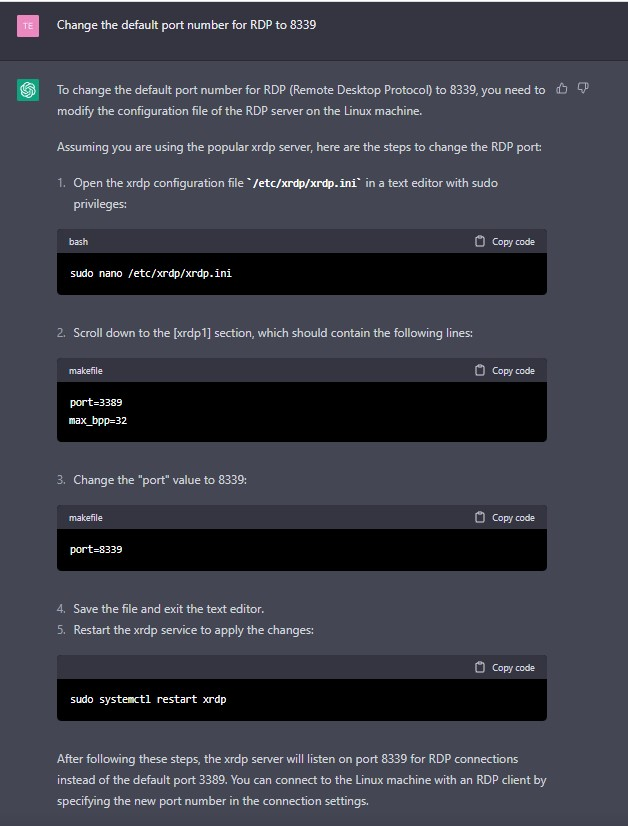 TE
Change the default port number for RDP to 8339
To change the default port number for RDP (Remote Desktop Protocol) to 8339, you need to
modify the configuration file of the RDP server on the Linux machine.
Assuming you are using the popular xrdp server, here are the steps to change the RDP port:
1. Open the xrdp configuration file `/etc/xrdp/xrdp.ini` in a text editor with sudo
privileges:
bash Copy code
sudo nano /etc/xrdp/xrdp.ini
2. Scroll down to the [xrdp1] section, which should contain the following lines:
makefile Copy code
port=3389
max_bpp=32
3. Change the "port" value to 8339:
makefile Copy code
port=8339
4. Save the file and exit the text editor.
5. Restart the xrdp service to apply the changes:
Copy code
sudo systemctl restart xrdp
After following these steps, the xrdp server will listen on port 8339 for RDP connections
instead of the default port 3389. You can connect to the Linux machine with an RDP client by
specifying the new port number in the connection settings.